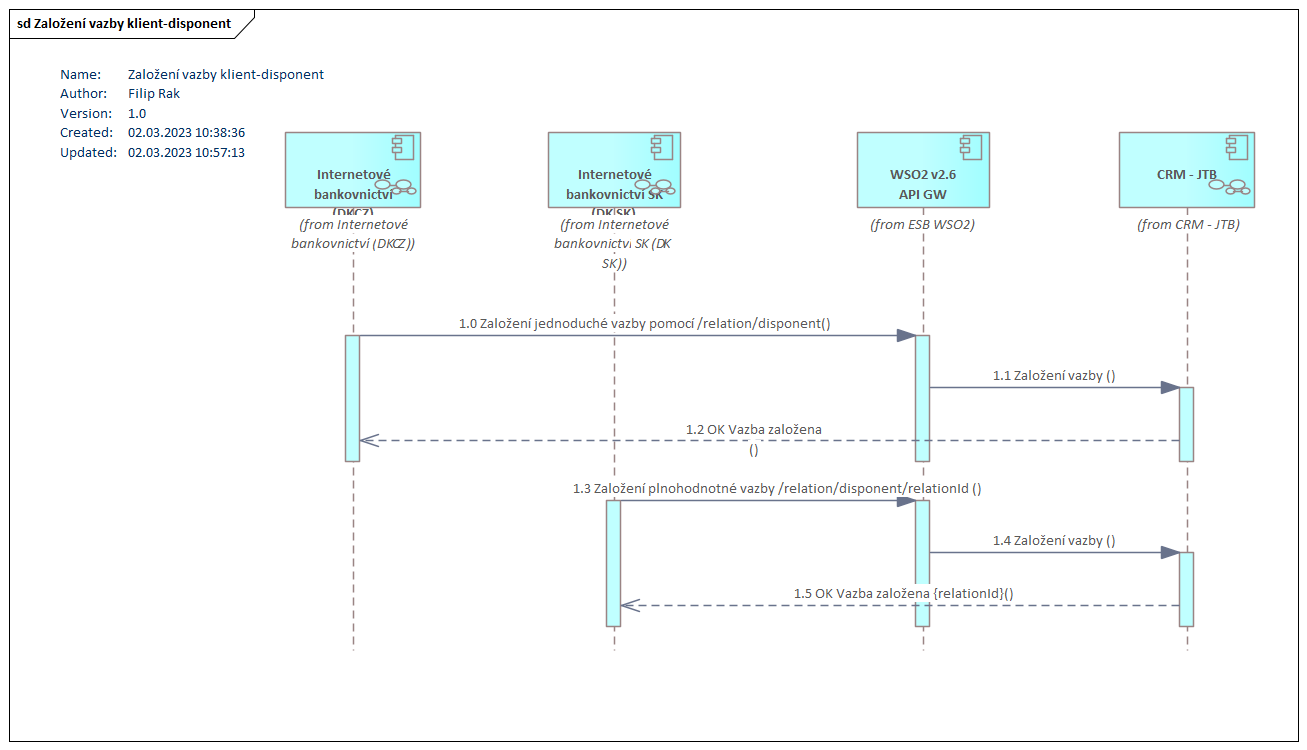 sd Založení vazby klient-disponent
Name: Založení vazby klient-disponent
Author: Filip Rak
Version: 1.0
Created: 02.03.2023 10:38:36
Updated: 02.03.2023 10:57:13
Internetové
bankovnictví
(DKCZ)
(from Internetové
bankovnictví (DKCZ))
Internetové
bankovnictví SK
(DK SK)
(from Internetové
bankovnictví SK (DK
SK))
WSO2 v2.6
API GW
(from ESB WSO2)
CRM - JTB
(from CRM - JTB)
1.0 Založení jednoduché vazby pomocí /relation/disponent()
1.1 Založení vazby ()
1.2 OK Vazba založena
()
1.3 Založení plnohodnotné vazby /relation/disponent/relationId ()
1.4 Založení vazby ()
1.5 OK Vazba založena {relationId}()